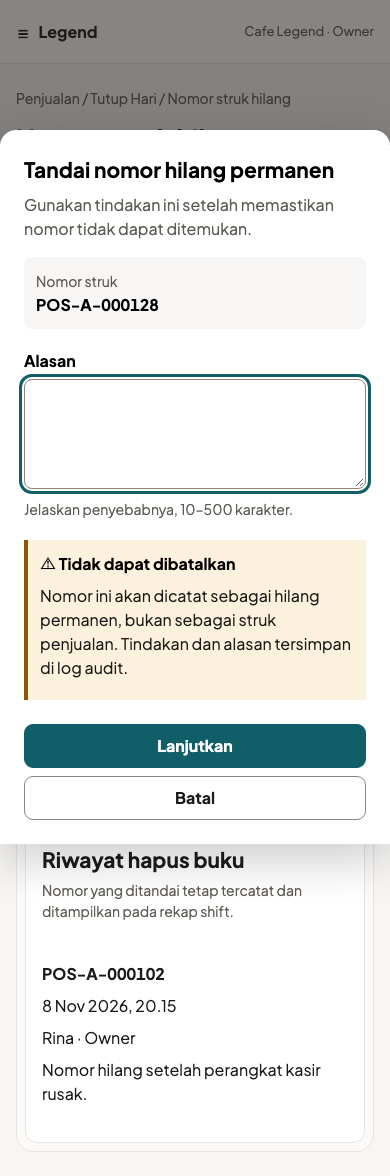 ≡ Legend
Cafe Legend · Owner
Penjualan / Tutup Hari / Nomor struk hilang
Tandai nomor hilang permanen
Gunakan tindakan ini setelah memastikan
nomor tidak dapat ditemukan.
Nomor struk
POS-A-000128
Alasan
Jelaskan penyebabnya, 10–500 karakter.
⚠ Tidak dapat dibatalkan
Nomor ini akan dicatat sebagai hilang
permanen, bukan sebagai struk
penjualan. Tindakan dan alasan tersimpan
di log audit.
Lanjutkan
Batal
Riwayat hapus buku
Nomor yang ditandai tetap tercatat dan
ditampilkan pada rekap shift.
POS-A-000102
8 Nov 2026, 20.15
Rina · Owner
Nomor hilang setelah perangkat kasir
rusak.